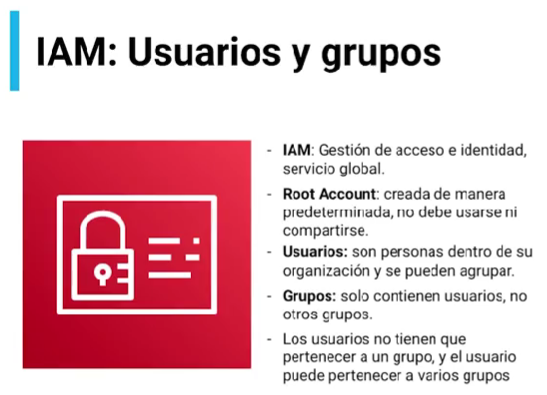 IAM: Usuarios y grupos
- IAM: Gestión de acceso e identidad,
servicio global.
- Root Account: creada de manera
predeterminada, no debe usarse ni
compartirse.
- Usuarios: son personas dentro de su
organización y se pueden agrupar.
- Grupos: solo contienen usuarios, no
otros grupos.
- Los usuarios no tienen que
pertenecer a un grupo, y el usuario
puede pertenecer a varios grupos